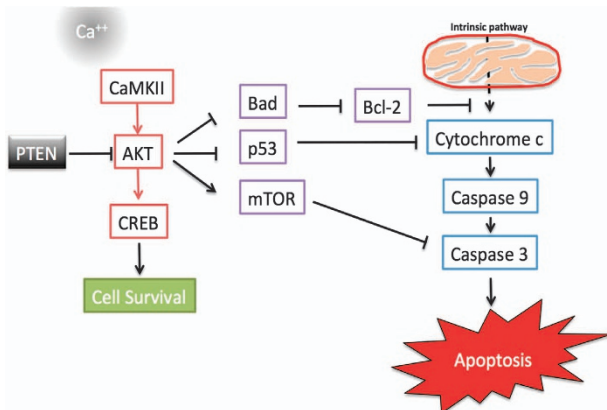 Ca++
Intrinsic pathway
CaMKII
Bad
Bcl-2
PTEN
AKT
p53
Cytochrome c
mTOR
Caspase 9
CREB
Caspase 3
Cell Survival
Apoptosis